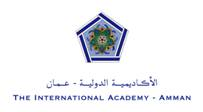 الأكاديمية الدولية - عمان
THE INTERNATIONAL ACADEMY - AMMAN